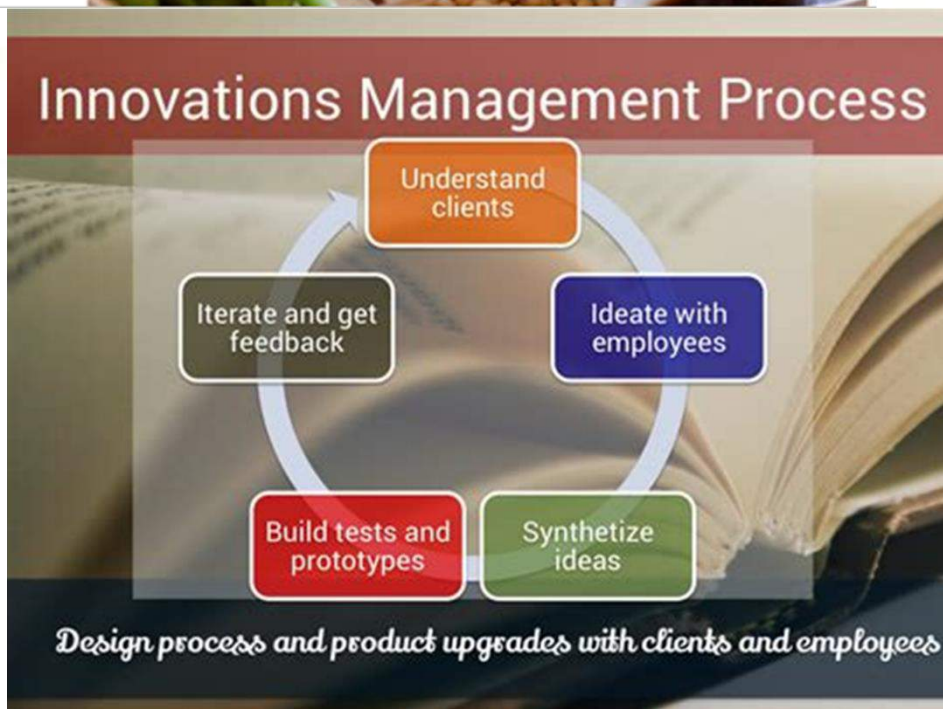 Innovations Management Process
Understand
clients
Ideate with
employees
Synthetize
ideas
Build tests and
prototypes
Iterate and get
feedback
Design process and product upgrades with clients and employees